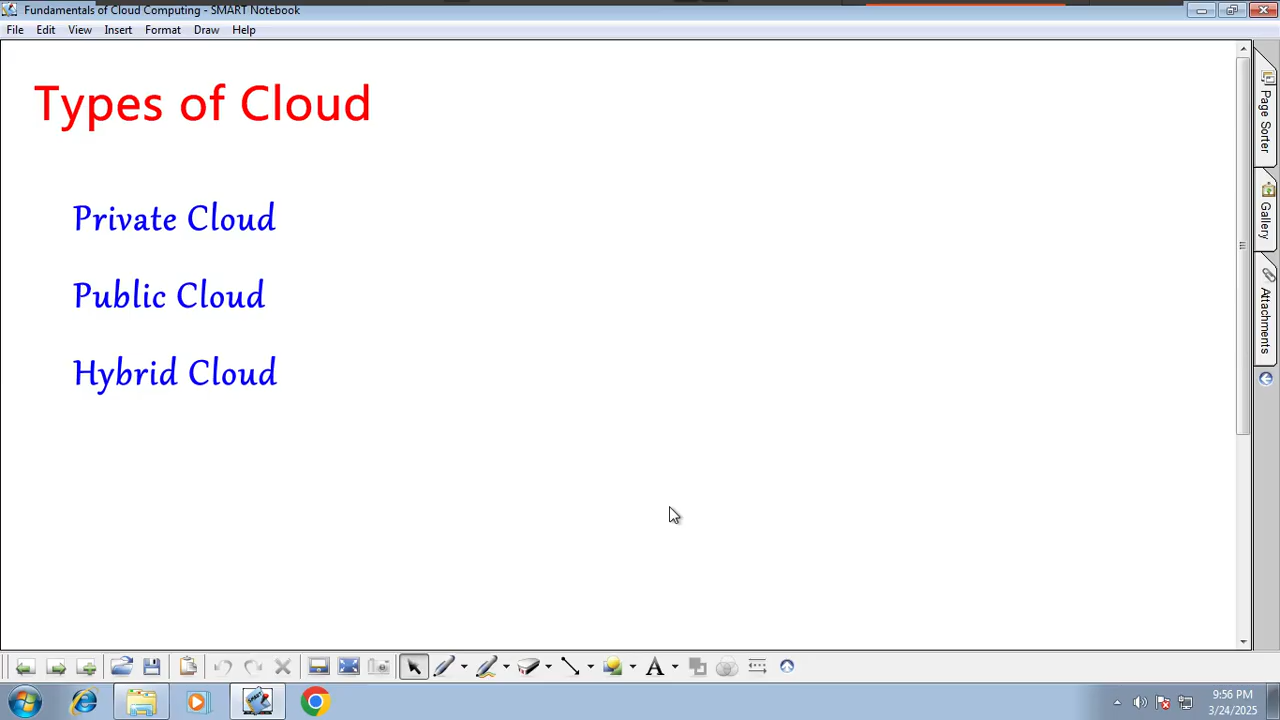 Fundamentals of Cloud Computing - SMART Notebook
File Edit View Insert Format Draw Help
Types of Cloud
Private Cloud
Public Cloud
Hybrid Cloud
Page Sorter
Gallery
Attachments
A
9:56 PM
3/24/2025